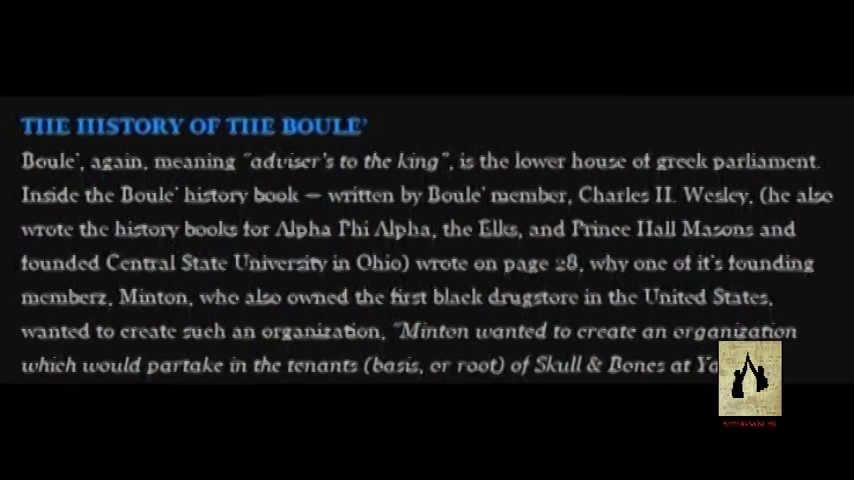 THE HISTORY OF THE BOULE'
Boule', again, meaning "adviser's to the king", is the lower house of greek parliament.
Inside the Boule' history book – written by Boule' member, Charles H. Wesley, (he also
wrote the history books for Alpha Phi Alpha, the Elks, and Prince Hall Masons and
founded Central State University in Ohio) wrote on page 28, why one of it's founding
memberz, Minton, who also owned the first black drugstore in the United States,
wanted to create such an organization, "Minton wanted to create an organization
which would partake in the tenants (basis, or root) of Skull & Bones at